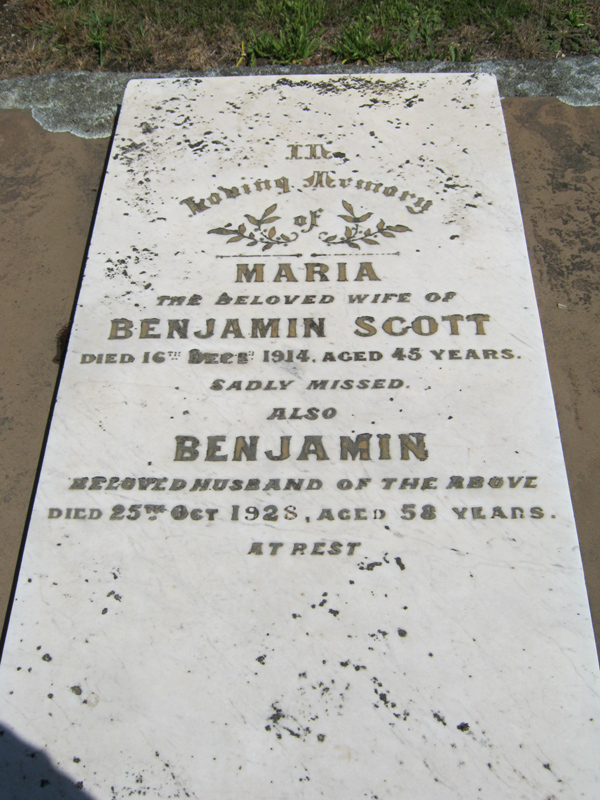 In
Loving Memory
of
MARIA
THE BELOVED WIFE OF
BENJAMIN SCOTT
DIED 16TH DECR 1914, AGED 45 YEARS.
SADLY MISSED.
ALSO
BENJAMIN
BELOVED HUSBAND OF THE ABOVE
DIED 25TH OCT 1928, AGED 58 YEARS.
AT REST